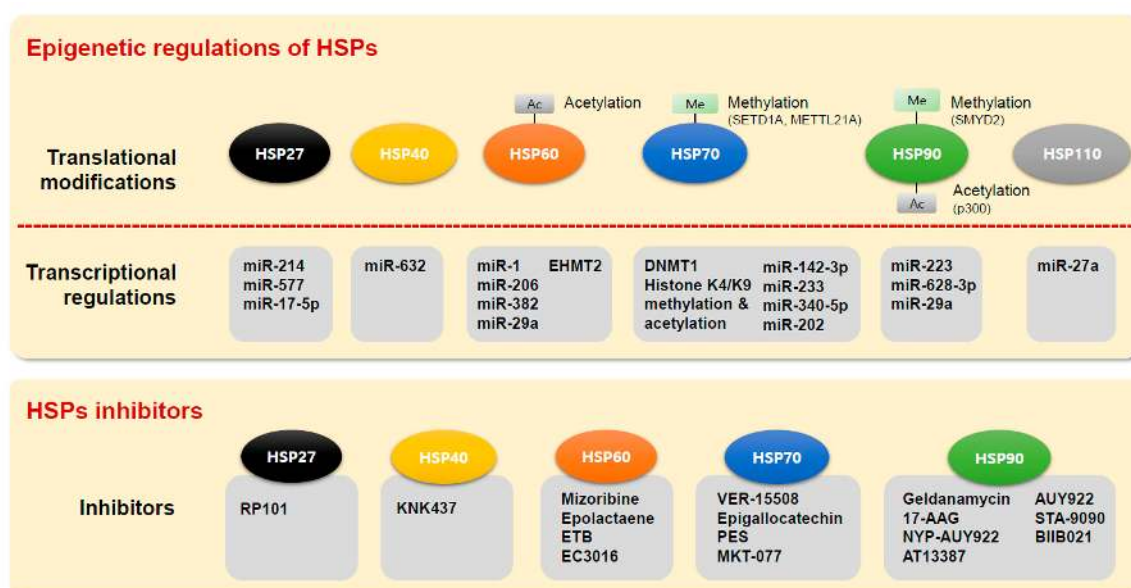 Epigenetic regulations of HSPs
Ac Acetylation
Me Methylation
(SETD1A, METTL21A)
Me Methylation
(SMYD2)
Translational
modifications
HSP27
HSP40
HSP60
HSP70
HSP90
HSP110
Ac Acetylation
(p300)
Transcriptional
regulations
miR-214
miR-577
miR-17-5p
miR-632
miR-1
miR-206
miR-382
miR-29a
EHMT2
DNMT1
Histone K4/K9
methylation &
acetylation
miR-142-3p
miR-233
miR-340-5p
miR-202
miR-223
miR-628-3p
miR-29a
miR-27a
HSPs inhibitors
Inhibitors
HSP27
RP101
HSP40
KNK437
HSP60
Mizoribine
Epolactaene
ETB
EC3016
HSP70
VER-15508
Epigallocatechin
PES
MKT-077
HSP90
Geldanamycin
17-AAG
NYP-AUY922
AT13387
AUY922
STA-9090
BIIB021